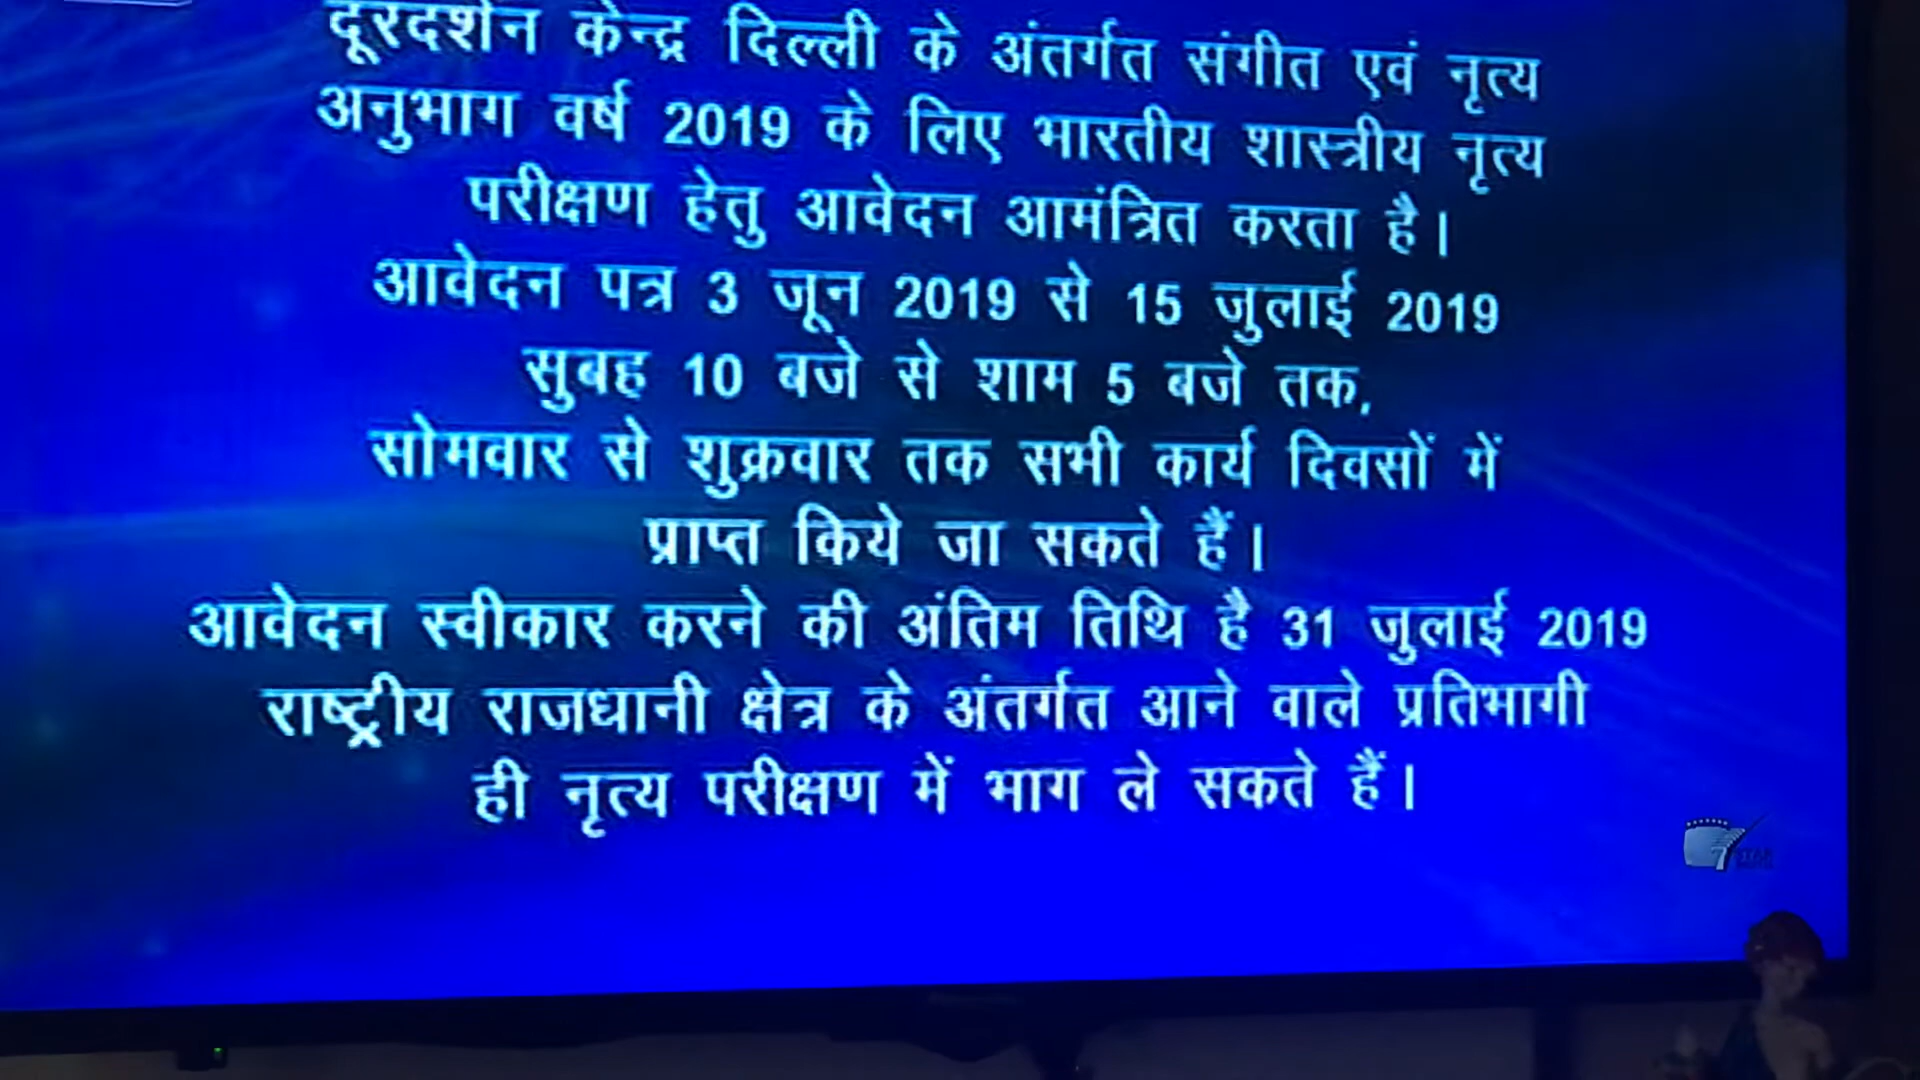 दूरदर्शन केन्द्र दिल्ली के अंतर्गत संगीत एवं नृत्य
अनुभाग वर्ष 2019 के लिए भारतीय शास्त्रीय नृत्य
परीक्षण हेतु आवेदन आमंत्रित करता है।
आवेदन पत्र 3 जून 2019 से 15 जुलाई 2019
सुबह 10 बजे से शाम 5 बजे तक,
सोमवार से शुक्रवार तक सभी कार्य दिवसों में
प्राप्त किये जा सकते हैं।
आवेदन स्वीकार करने की अंतिम तिथि है 31 जुलाई 2019
राष्ट्रीय राजधानी क्षेत्र के अंतर्गत आने वाले प्रतिभागी
ही नृत्य परीक्षण में भाग ले सकते हैं।
7